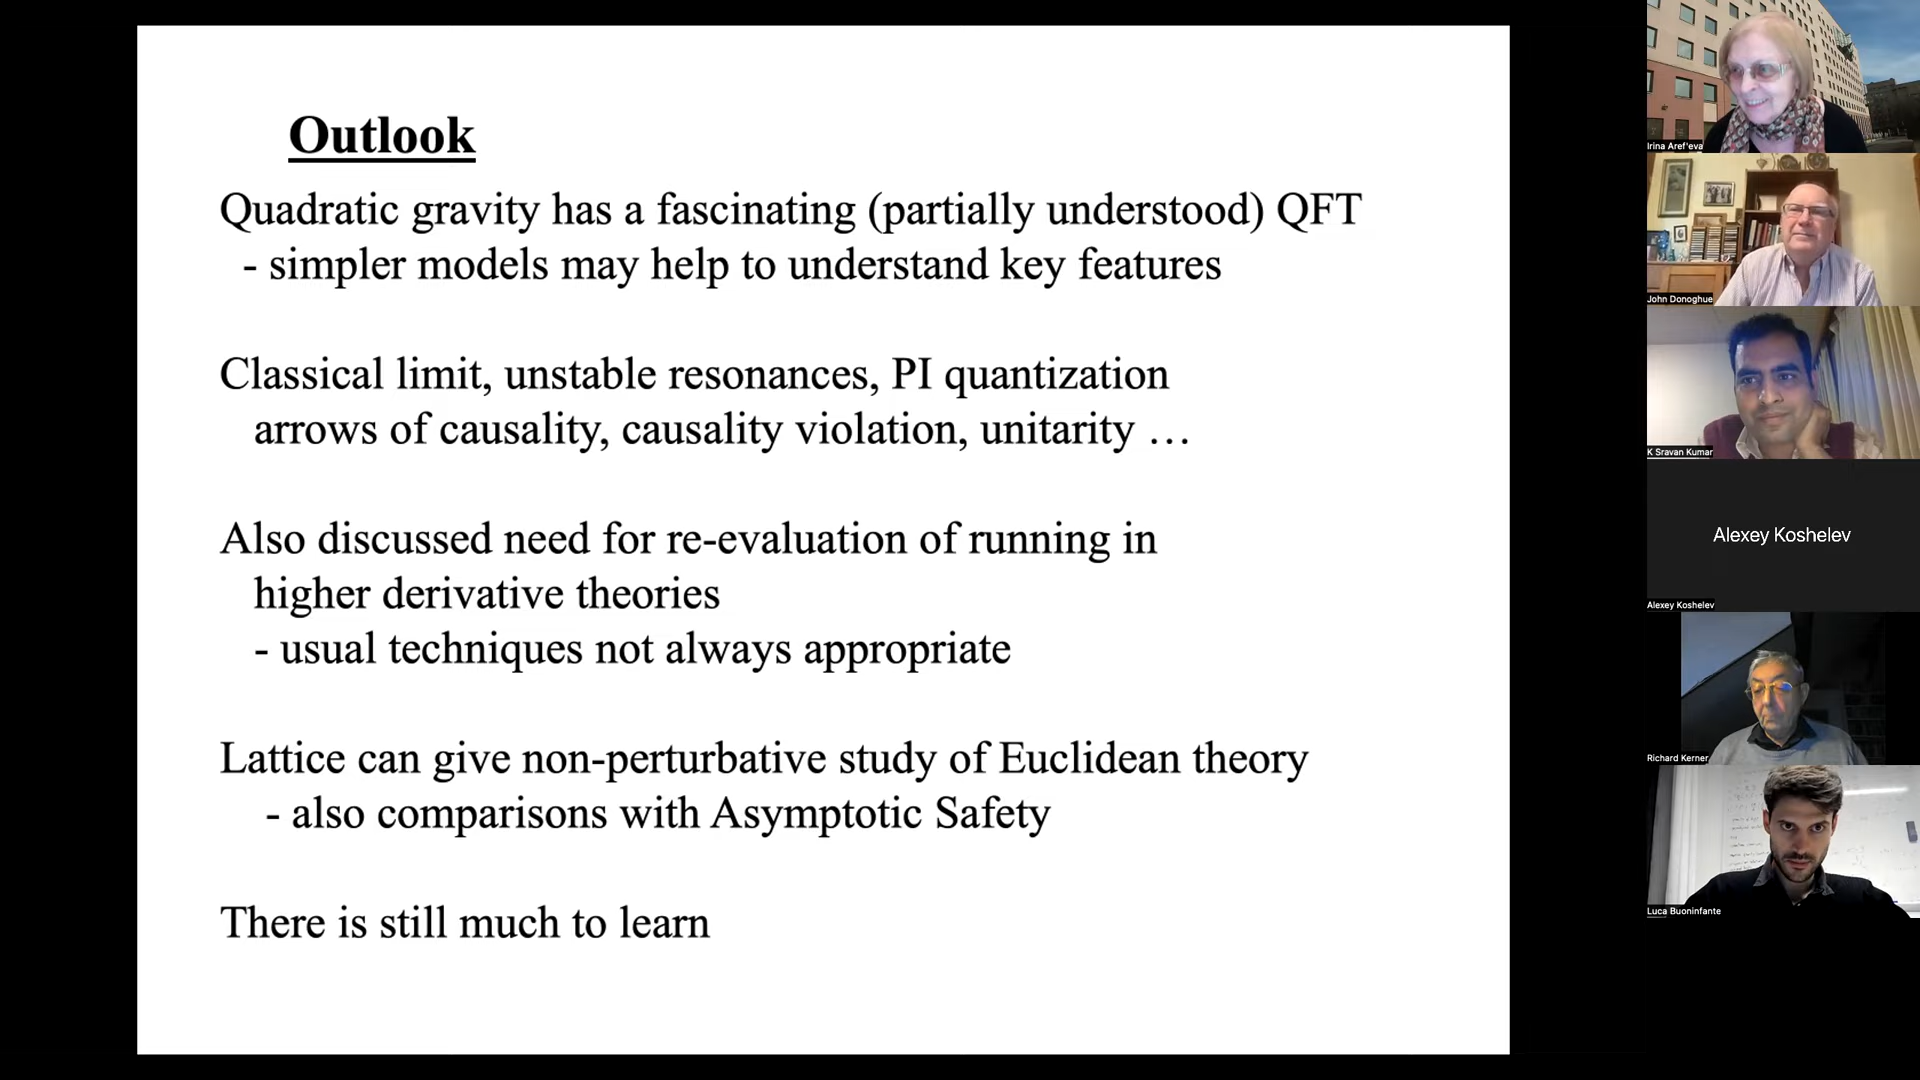 Outlook
Quadratic gravity has a fascinating (partially understood) QFT
- simpler models may help to understand key features
Classical limit, unstable resonances, PI quantization
arrows of causality, causality violation, unitarity …
Also discussed need for re-evaluation of running in
higher derivative theories
- usual techniques not always appropriate
Lattice can give non-perturbative study of Euclidean theory
- also comparisons with Asymptotic Safety
There is still much to learn
Irina Aref'eva
John Donoghue
K Sravan Kumar
Alexey Koshelev
Alexey Koshelev
Richard Kerner
Luca Buoninfante